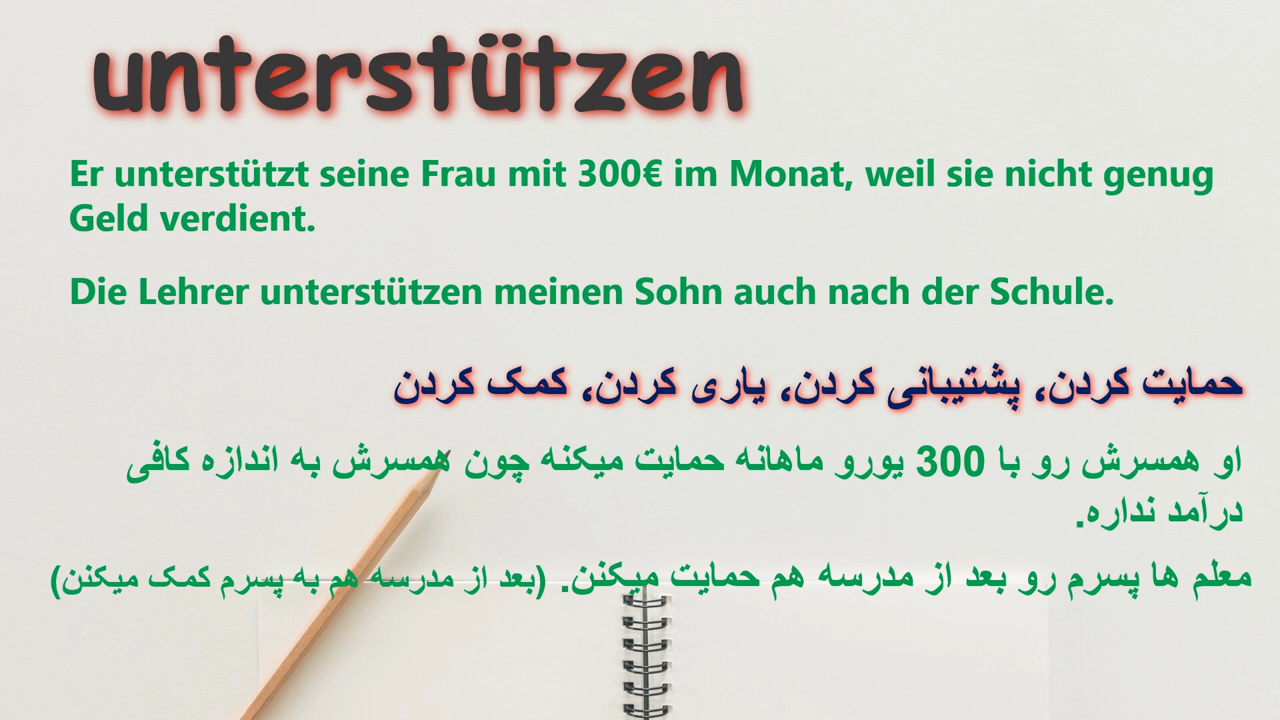 unterstützen
Er unterstützt seine Frau mit 300€ im Monat, weil sie nicht genug
Geld verdient.
Die Lehrer unterstützen meinen Sohn auch nach der Schule.
حمایت کردن، پشتیبانی کردن، یاری کردن، کمک کردن
او همسرش رو با 300 یورو ماهانه حمایت میکنه چون همسرش به اندازه کافی
درآمد نداره.
معلم ها پسرم رو بعد از مدرسه هم حمایت میکنن. (بعد از مدرسه هم به پسرم کمک میکنن)